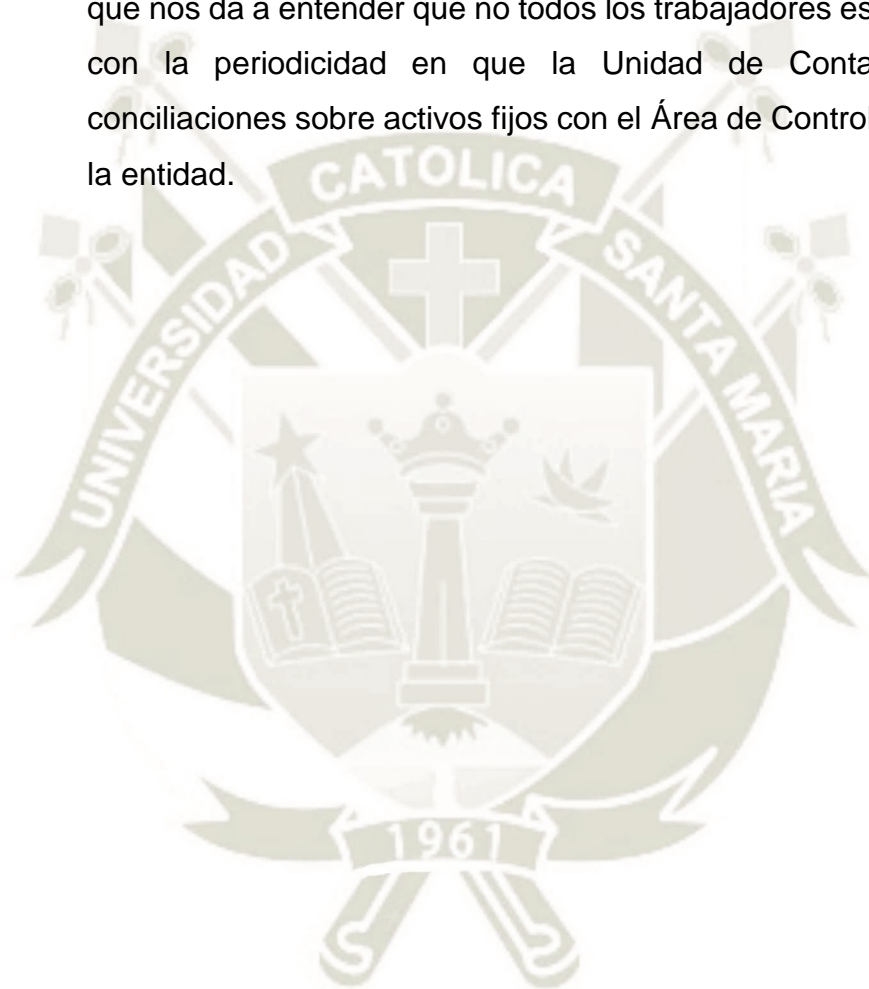 que nos da a entender que no todos los trabajadores es
con la periodicidad en que la Unidad de Conta
conciliaciones sobre activos fijos con el Área de Control
la entidad.
UNIVERSIDAD CATOLICA SANTA MARIA
1961